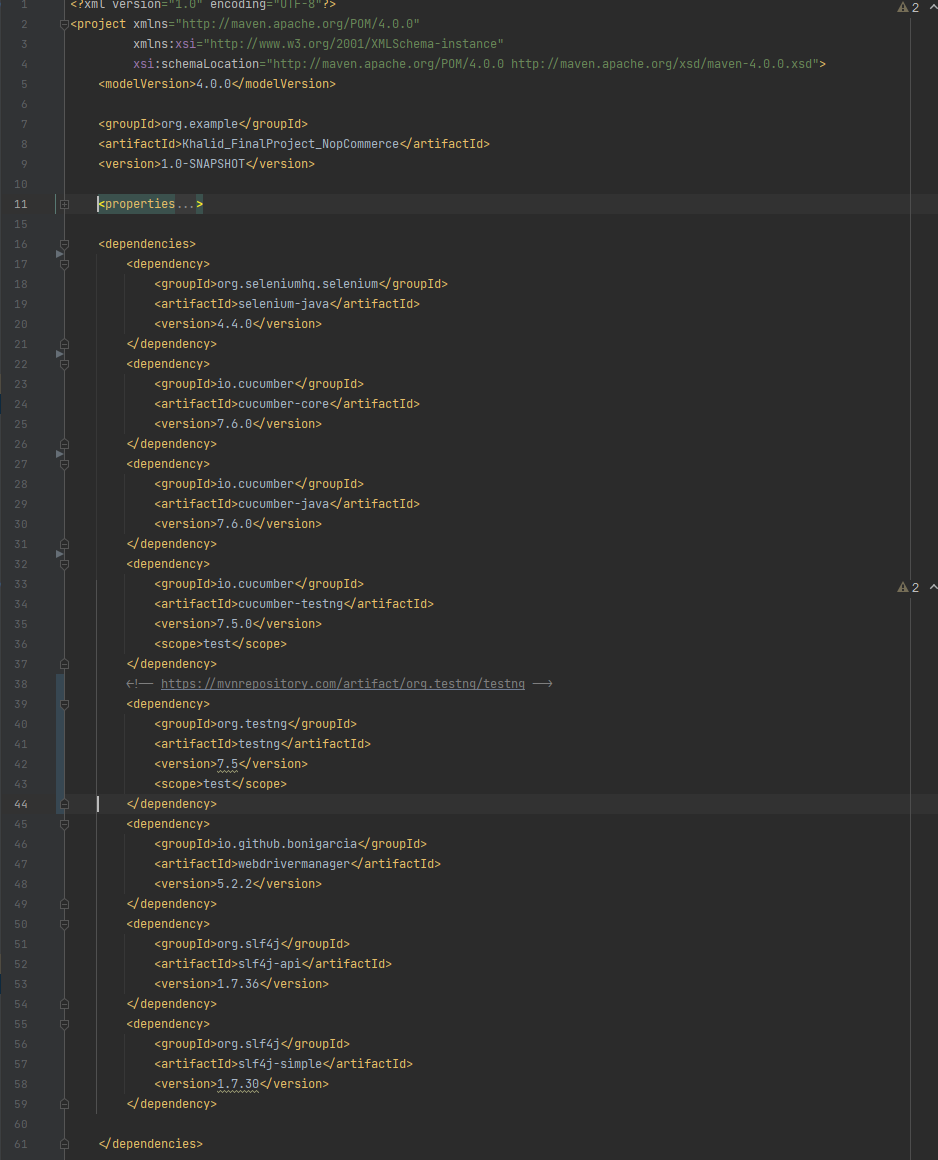 1 <?xml version="1.0" encoding="UTF-8"?>
2 <project xmlns="http://maven.apache.org/POM/4.0.0"
3 xmlns:xsi="http://www.w3.org/2001/XMLSchema-instance"
4 xsi:schemaLocation="http://maven.apache.org/POM/4.0.0 http://maven.apache.org/xsd/maven-4.0.0.xsd">
5 <modelVersion>4.0.0</modelVersion>
6
7 <groupId>org.example</groupId>
8 <artifactId>Khalid_FinalProject_NopCommerce</artifactId>
9 <version>1.0-SNAPSHOT</version>
10
11 <properties...>
15
16 <dependencies>
17 <dependency>
18 <groupId>org.seleniumhq.selenium</groupId>
19 <artifactId>selenium-java</artifactId>
20 <version>4.4.0</version>
21 </dependency>
22 <dependency>
23 <groupId>io.cucumber</groupId>
24 <artifactId>cucumber-core</artifactId>
25 <version>7.6.0</version>
26 </dependency>
27 <dependency>
28 <groupId>io.cucumber</groupId>
29 <artifactId>cucumber-java</artifactId>
30 <version>7.6.0</version>
31 </dependency>
32 <dependency>
33 <groupId>io.cucumber</groupId>
34 <artifactId>cucumber-testng</artifactId>
35 <version>7.5.0</version>
36 <scope>test</scope>
37 </dependency>
38 <!-- https://mvnrepository.com/artifact/org.testng/testng -->
39 <dependency>
40 <groupId>org.testng</groupId>
41 <artifactId>testng</artifactId>
42 <version>7.5</version>
43 <scope>test</scope>
44 </dependency>
45 <dependency>
46 <groupId>io.github.bonigarcia</groupId>
47 <artifactId>webdrivermanager</artifactId>
48 <version>5.2.2</version>
49 </dependency>
50 <dependency>
51 <groupId>org.slf4j</groupId>
52 <artifactId>slf4j-api</artifactId>
53 <version>1.7.36</version>
54 </dependency>
55 <dependency>
56 <groupId>org.slf4j</groupId>
57 <artifactId>slf4j-simple</artifactId>
58 <version>1.7.30</version>
59 </dependency>
60
61 </dependencies>
2
2